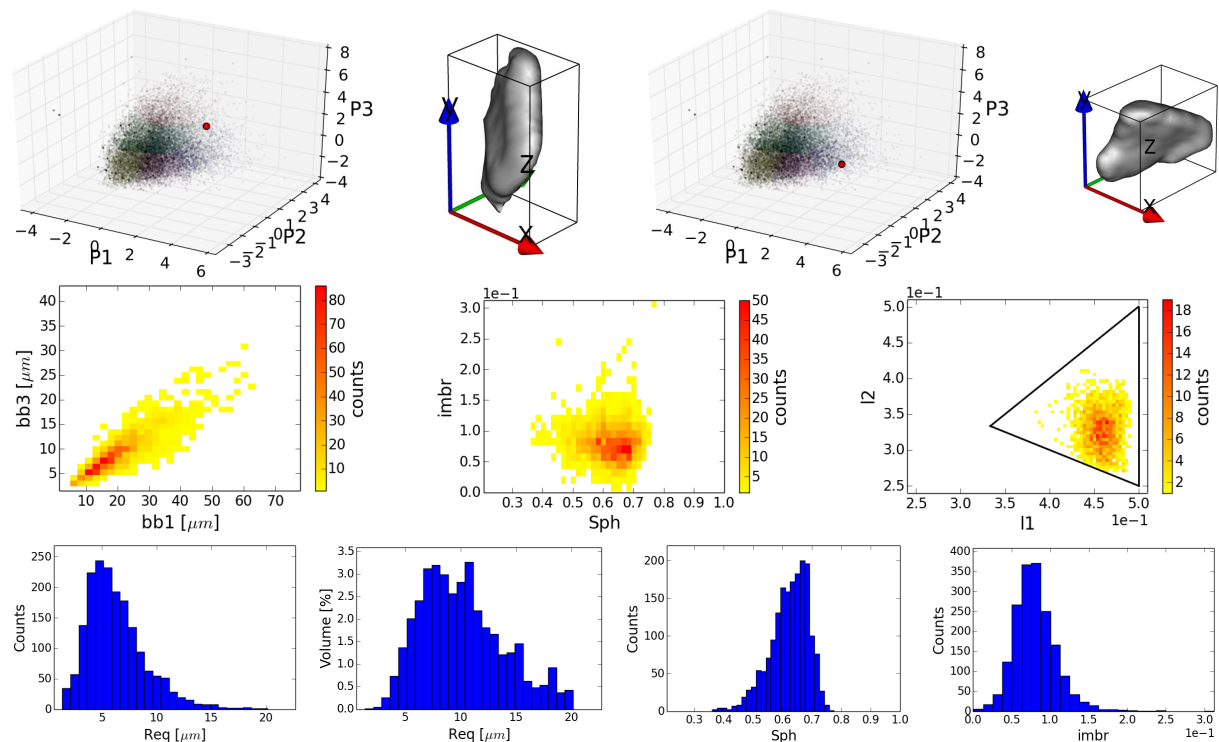 8
6
4
2
0
−2
−4
P3
−4 −2 0 2 4 6
P1
−3 −2 −1 0 1 2 3 4
P2
Y
Z
X
8
6
4
2
0
−2
−4
P3
−4 −2 0 2 4 6
P1
−3 −2 −1 0 1 2 3 4
P2
Y
Z
X
40
35
30
25
20
15
10
5
bb3 [μm]
10 20 30 40 50 60 70
bb1 [μm]
80
70
60
50
40
30
20
10
counts
1e−1
3.0
2.5
2.0
1.5
1.0
0.5
0.0
imbr
0.3 0.4 0.5 0.6 0.7 0.8 0.9 1.0
Sph
50
45
40
35
30
25
20
15
10
5
counts
1e−1
5.0
4.5
4.0
3.5
3.0
2.5
l2
2.5 3.0 3.5 4.0 4.5 5.0
1e−1
l1
18
16
14
12
10
8
6
4
2
counts
250
200
150
100
50
0
Counts
5 10 15 20
Req [μm]
3.5
3.0
2.5
2.0
1.5
1.0
0.5
0.0
Volume [%]
5 10 15 20
Req [μm]
200
150
100
50
0
Counts
0.3 0.4 0.5 0.6 0.7 0.8 0.9 1.0
Sph
400
350
300
250
200
150
100
50
0
Counts
0.0 0.5 1.0 1.5 2.0 2.5 3.0
1e−1
imbr